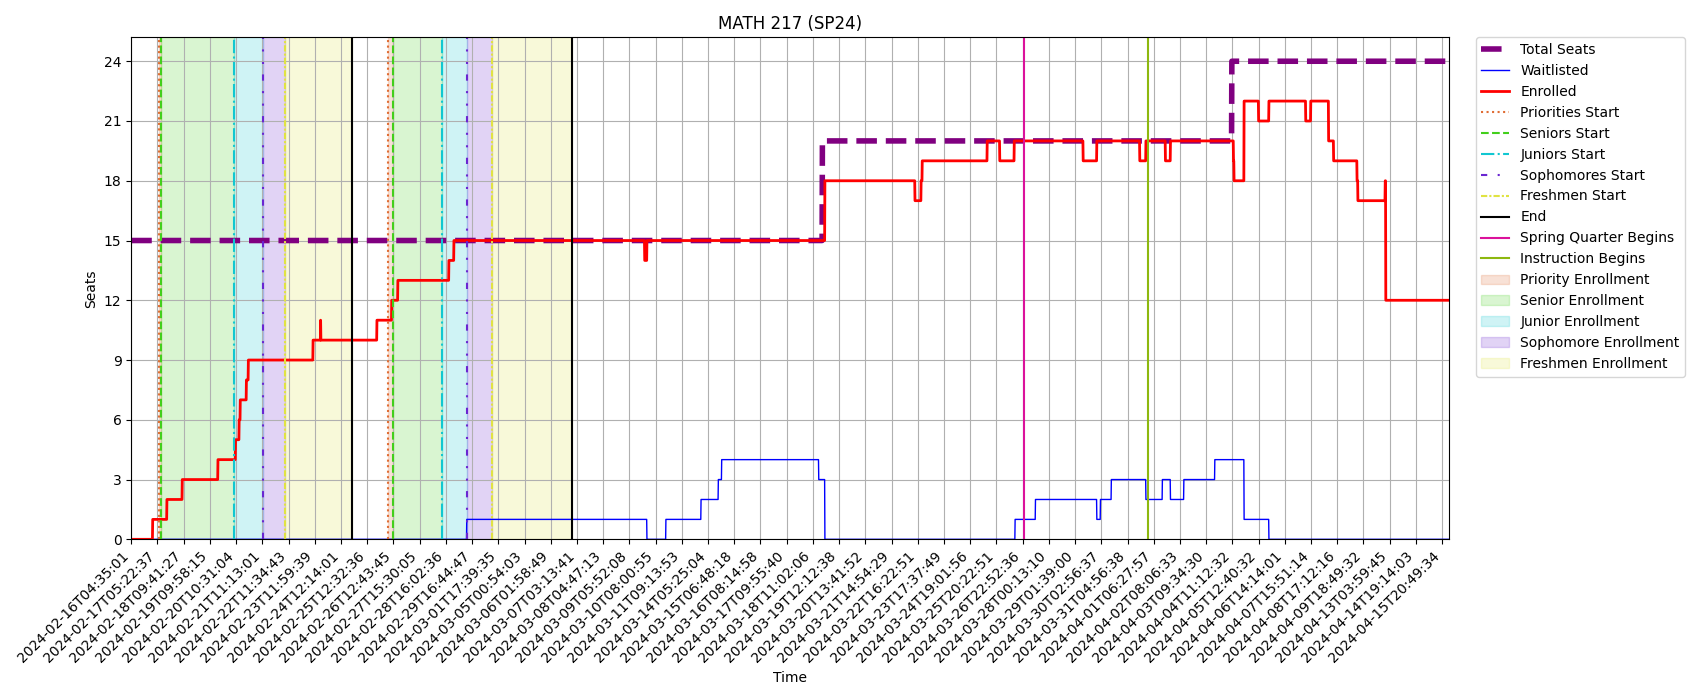 MATH 217 (SP24)
Seats
24
21
18
15
12
9
6
3
0
2024-02-16T04:35:01
2024-02-17T05:22:37
2024-02-18T09:41:27
2024-02-19T09:58:15
2024-02-20T10:31:04
2024-02-21T11:13:01
2024-02-22T11:34:43
2024-02-23T11:59:39
2024-02-24T12:14:01
2024-02-25T12:32:36
2024-02-26T12:43:45
2024-02-27T15:30:05
2024-02-28T16:02:36
2024-02-29T16:44:47
2024-03-01T17:39:35
2024-03-05T00:54:03
2024-03-06T01:58:49
2024-03-07T03:13:41
2024-03-08T04:47:13
2024-03-09T05:52:08
2024-03-10T08:00:55
2024-03-11T09:13:53
2024-03-14T05:25:04
2024-03-15T06:48:18
2024-03-16T08:14:58
2024-03-17T09:55:40
2024-03-18T11:02:06
2024-03-19T12:12:38
2024-03-20T13:41:52
2024-03-21T14:54:29
2024-03-22T16:22:51
2024-03-23T17:37:49
2024-03-24T19:01:56
2024-03-25T20:22:51
2024-03-26T22:52:36
2024-03-28T00:13:10
2024-03-29T01:39:00
2024-03-30T02:56:37
2024-03-31T04:56:38
2024-04-01T06:27:57
2024-04-02T08:06:33
2024-04-03T09:34:30
2024-04-04T11:12:32
2024-04-05T12:40:32
2024-04-06T14:14:01
2024-04-07T15:51:14
2024-04-08T17:12:16
2024-04-09T18:49:32
2024-04-13T03:59:45
2024-04-14T19:14:03
2024-04-15T20:49:34
Time
Total Seats
Waitlisted
Enrolled
Priorities Start
Seniors Start
Juniors Start
Sophomores Start
Freshmen Start
End
Spring Quarter Begins
Instruction Begins
Priority Enrollment
Senior Enrollment
Junior Enrollment
Sophomore Enrollment
Freshmen Enrollment